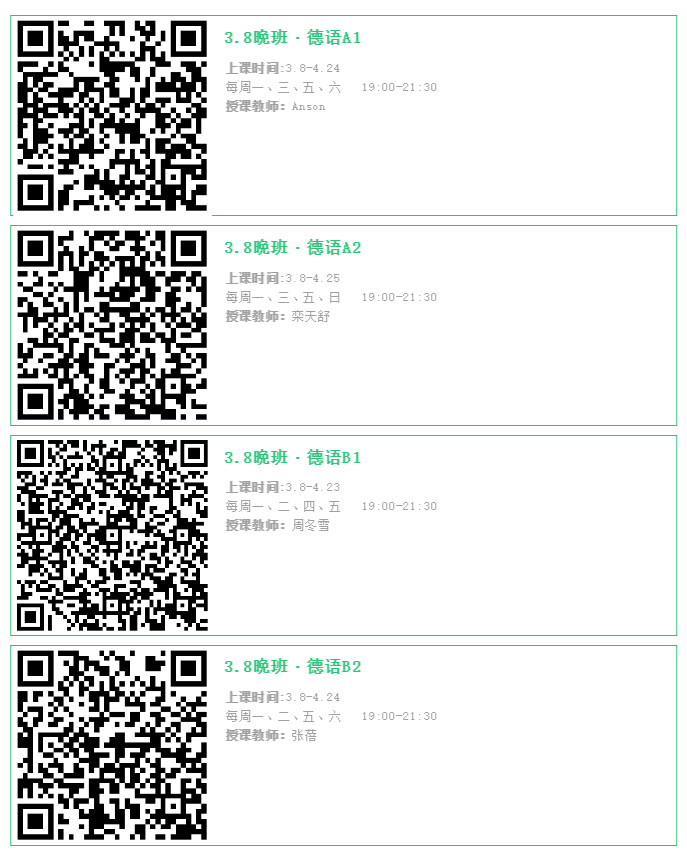 3.8晚班 · 德语A1
上课时间:3.8-4.24
每周一、三、五、六 19:00-21:30
授课教师: Anson
3.8晚班 · 德语A2
上课时间:3.8-4.25
每周一、三、五、日 19:00-21:30
授课教师: 栾天舒
3.8晚班 · 德语B1
上课时间:3.8-4.23
每周一、二、四、五 19:00-21:30
授课教师: 周冬雪
3.8晚班 · 德语B2
上课时间:3.8-4.24
每周一、二、五、六 19:00-21:30
授课教师: 张蓓